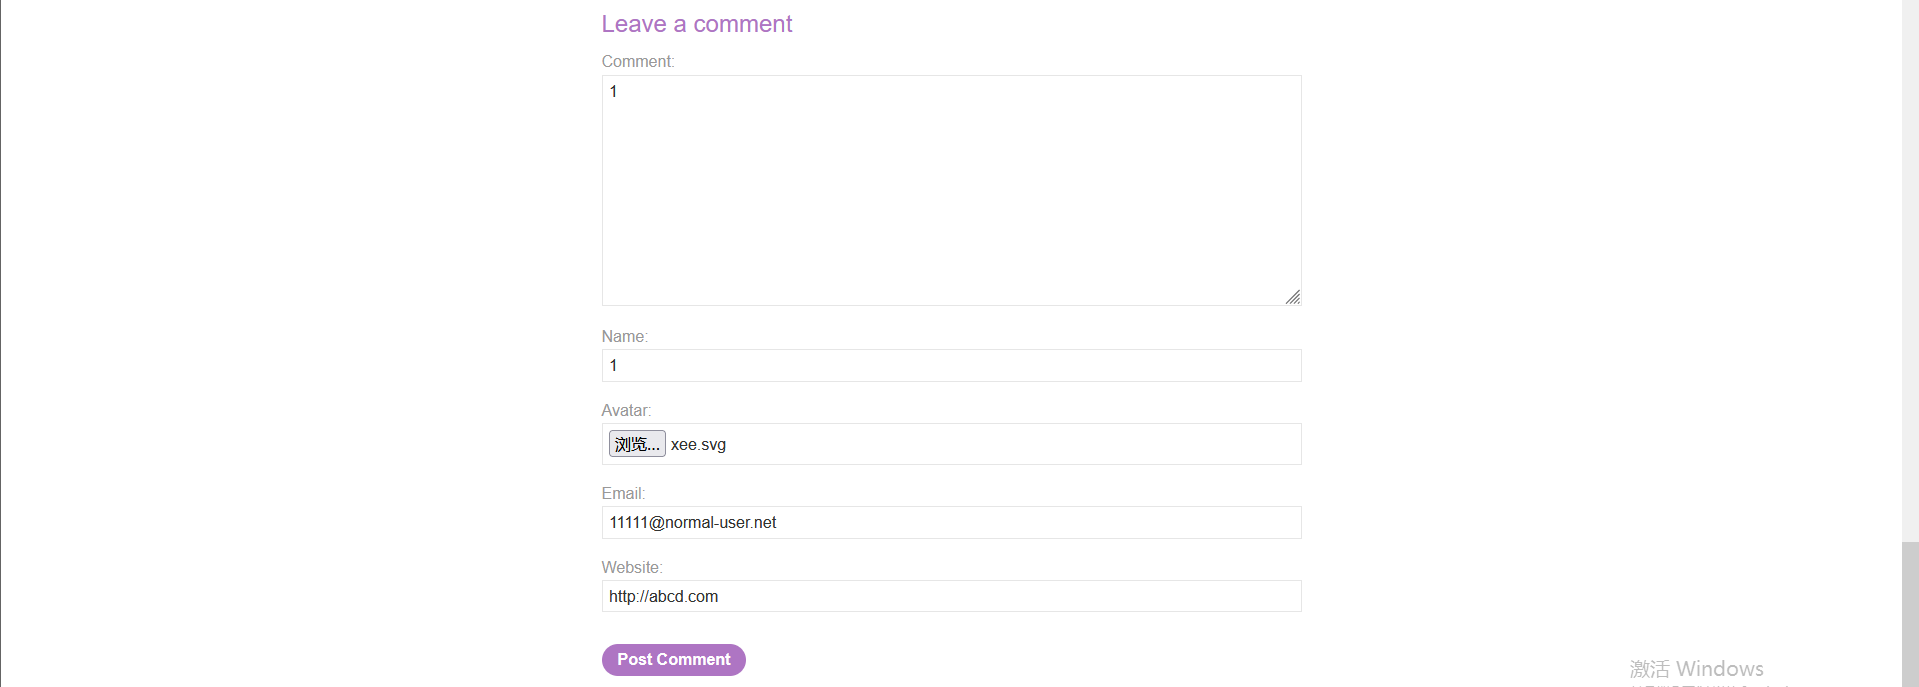 Leave a comment
Comment:
1
Name:
1
Avatar:
浏览... xee.svg
Email:
11111@normal-user.net
Website:
http://abcd.com
Post Comment
激活 Windows